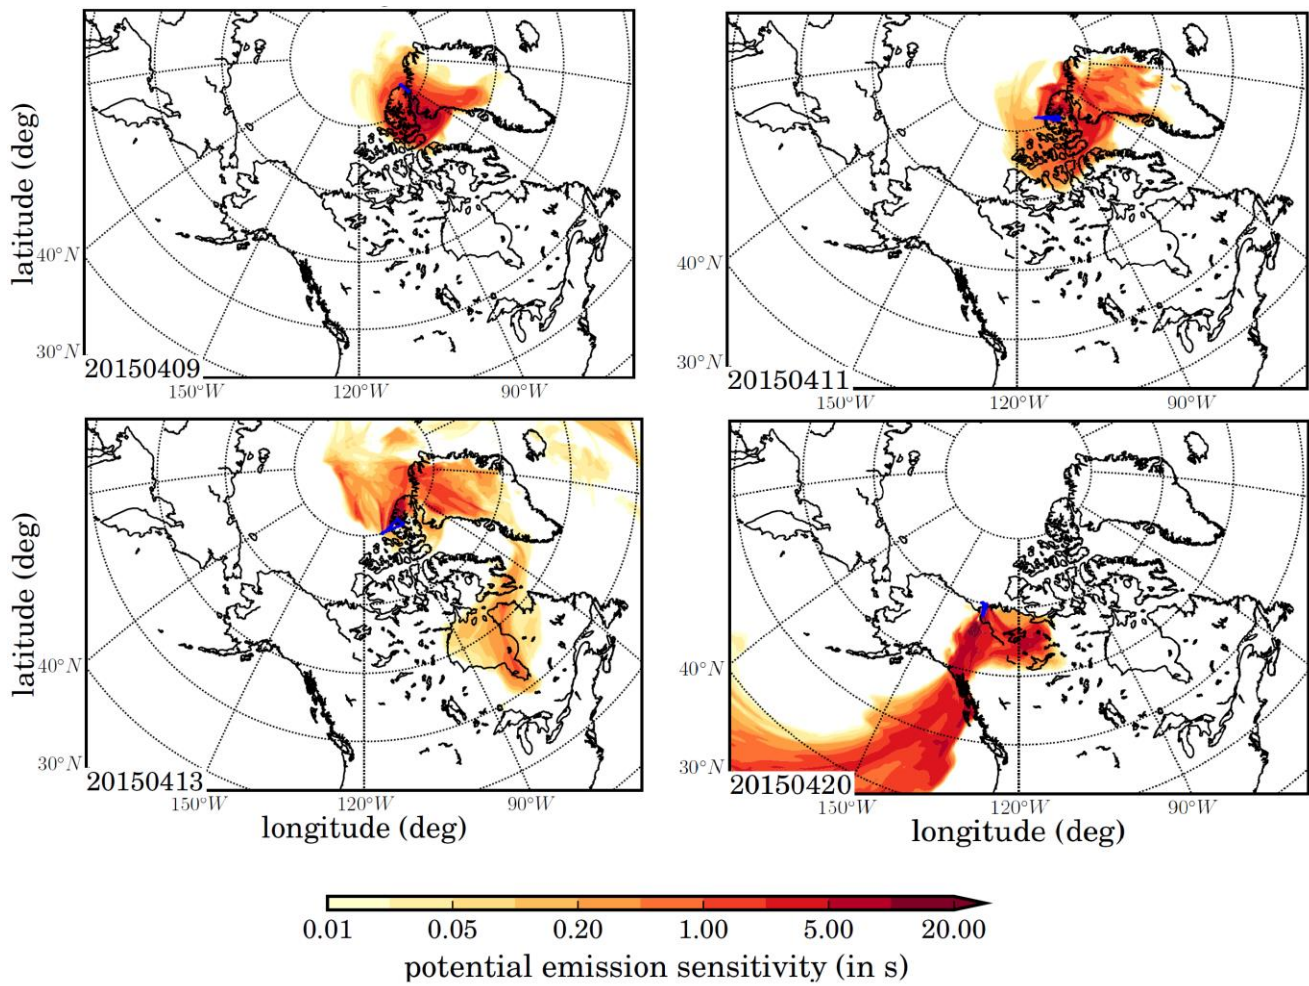 latitude (deg)
40°N
30°N
20150409
150°W
120°W
90°W
40°N
30°N
20150411
150°W
120°W
90°W
latitude (deg)
40°N
30°N
20150413
150°W
120°W
90°W
longitude (deg)
40°N
30°N
20150420
150°W
120°W
90°W
longitude (deg)
0.01 0.05 0.20 1.00 5.00 20.00
potential emission sensitivity (in s)